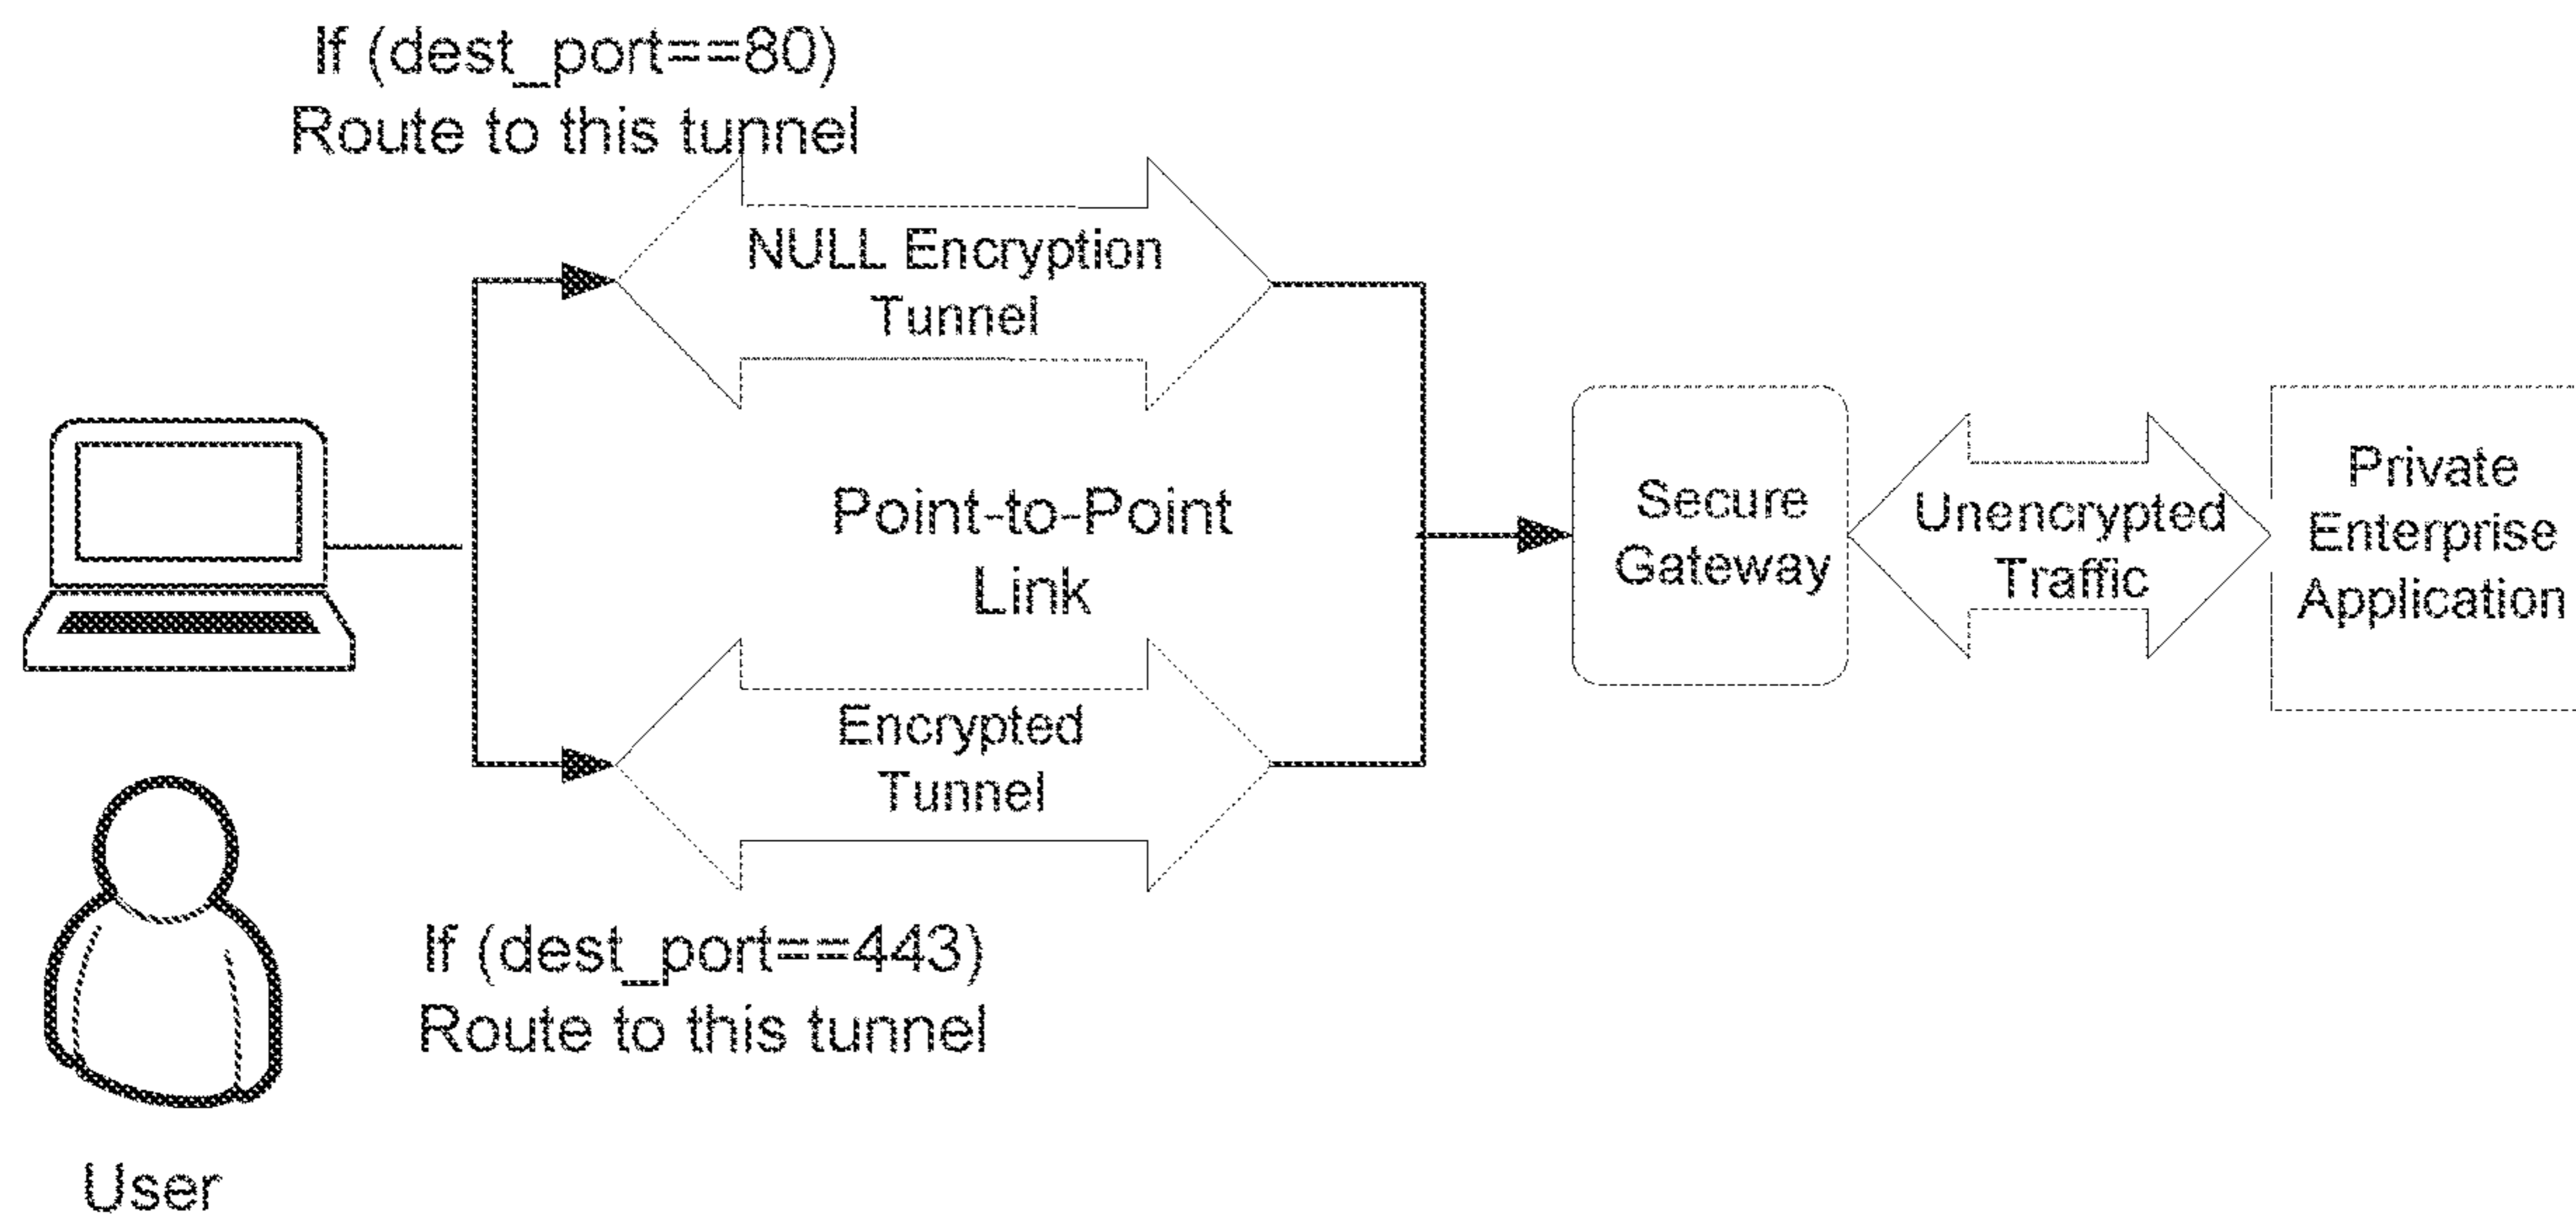 If (dest_port==80)
Route to this tunnel
NULL Encryption
Tunnel
Point-to-Point
Link
Encrypted
Tunnel
If (dest_port==443)
Route to this tunnel
Secure
Gateway
Unencrypted
Traffic
Private
Enterprise
Application
User